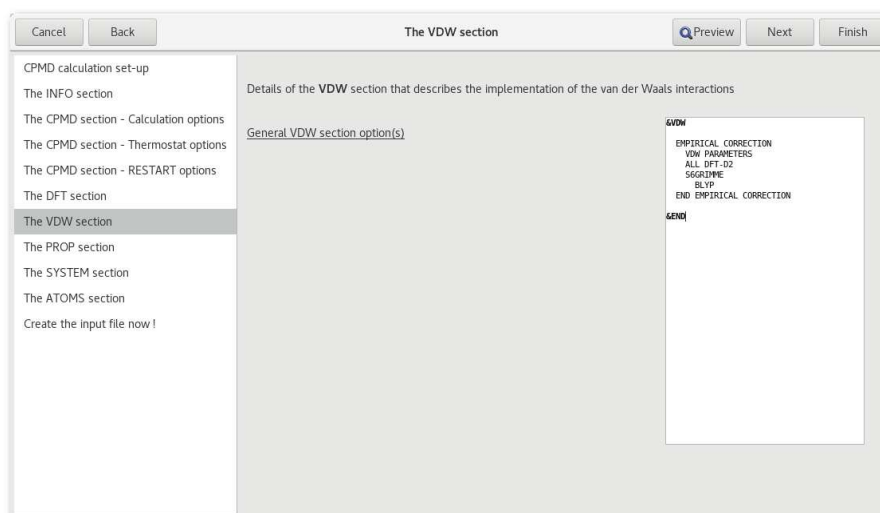 Cancel Back The VDW section Preview Next Finish
CPMD calculation set-up
The INFO section
The CPMD section - Calculation options
The CPMD section - Thermostat options
The CPMD section - RESTART options
The DFT section
The VDW section
The PROP section
The SYSTEM section
The ATOMS section
Create the input file now !
Details of the VDW section that describes the implementation of the van der Waals interactions
General VDW section option(s)
&VDW
EMPIRICAL CORRECTION
VDW PARAMETERS
ALL DFT-D2
S6GRIMME
BLYP
END EMPIRICAL CORRECTION
&END